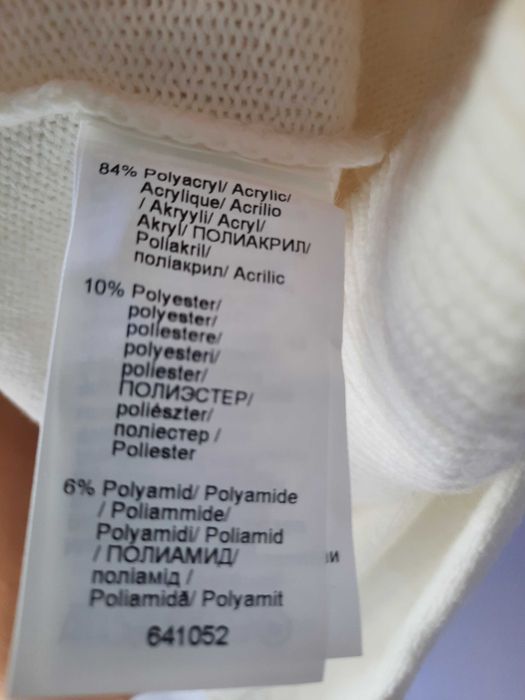 84% Polyacryl/ Acrylic/
Acrylique/ Acrilio
/ Akryyli/ Acryl/
Akryl/ ПОЛИАКРИЛ/
Poliakril/
поліакрил/ Acrilic
10% Polyester/
polyester/
poliestere/
polyesteri/
poliester/
ПОЛИЭСТЕР/
poliészter/
поліестер /
Poliester
6% Polyamid/ Polyamide
/ Poliammide/
Polyamidi/ Poliamid
/ ПОЛИАМИД/
поліамід /
Poliamidă/ Polyamit
641052